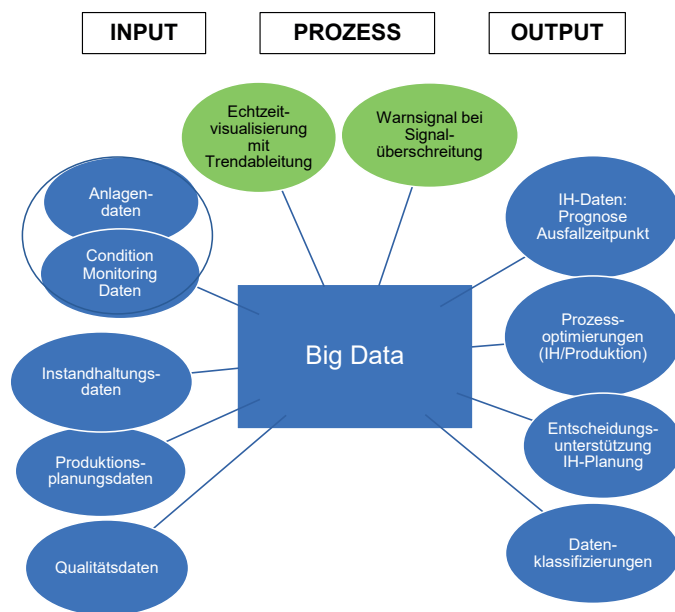 INPUT
PROZESS
OUTPUT
Echtzeit-
visualisierung
mit
Trendableitung
Warnsignal bei
Signal-
überschreitung
Anlagen-
daten
Condition
Monitoring
Daten
Instandhaltungs-
daten
Produktions-
planungsdaten
Qualitätsdaten
Big Data
IH-Daten:
Prognose
Ausfallzeitpunkt
Prozess-
optimierungen
(IH/Produktion)
Entscheidungs-
unterstützung
IH-Planung
Daten-
klassifizierungen